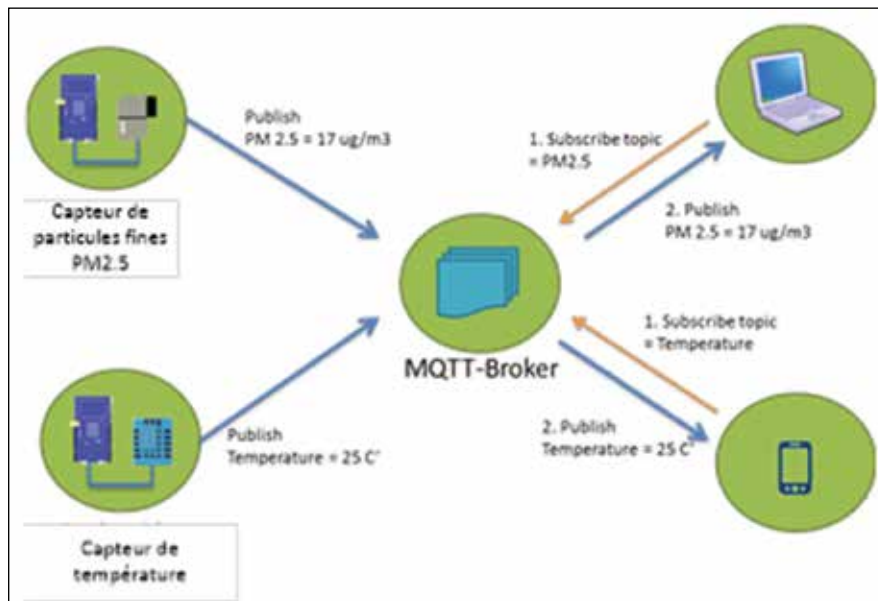 Publish
PM 2.5 = 17 ug/m3
Capteur de
particules fines
PM2.5
1. Subscribe topic
= PM2.5
2. Publish
PM 2.5 = 17 ug/m3
MQTT-Broker
Publish
Temperature = 25 C°
Capteur de
température
1. Subscribe topic
= Temperature
2. Publish
Temperature = 25 C°